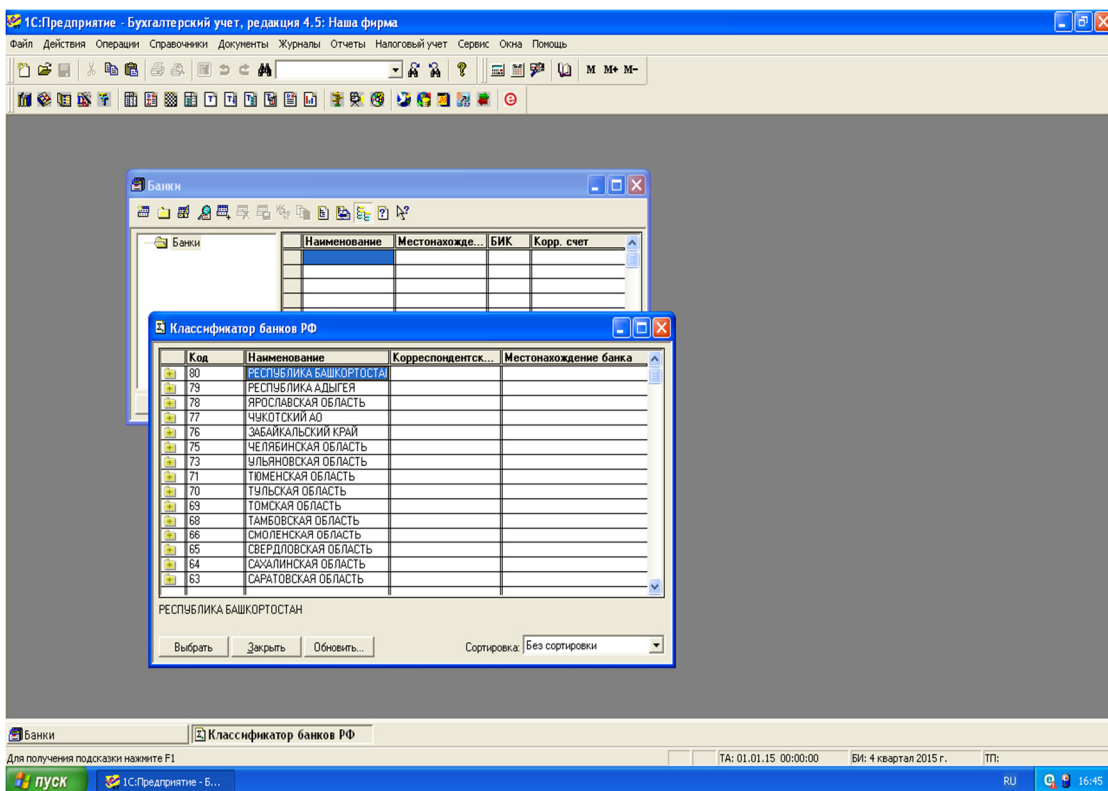 1С:Предприятие - Бухгалтерский учет, редакция 4.5: Наша фирма
Файл Действия Операции Справочники Документы Журналы Отчеты Налоговый учет Сервис Окна Помощь
M M+ M-
Банки
Банки
Наименование Местонахожде... БИК Корр. счет
Классификатор банков РФ
Код Наименование Корреспондентск... Местонахождение банка
80 РЕСПУБЛИКА БАШКОРТОСТАН
79 РЕСПУБЛИКА АДЫГЕЯ
78 ЯРОСЛАВСКАЯ ОБЛАСТЬ
77 ЧУКОТСКИЙ АО
76 ЗАБАЙКАЛЬСКИЙ КРАЙ
75 ЧЕЛЯБИНСКАЯ ОБЛАСТЬ
73 УЛЬЯНОВСКАЯ ОБЛАСТЬ
71 ТЮМЕНСКАЯ ОБЛАСТЬ
70 ТУЛЬСКАЯ ОБЛАСТЬ
69 ТОМСКАЯ ОБЛАСТЬ
68 ТАМБОВСКАЯ ОБЛАСТЬ
66 СМОЛЕНСКАЯ ОБЛАСТЬ
65 СВЕРДЛОВСКАЯ ОБЛАСТЬ
64 САХАЛИНСКАЯ ОБЛАСТЬ
63 САРАТОВСКАЯ ОБЛАСТЬ
РЕСПУБЛИКА БАШКОРТОСТАН
Выбрать Закрыть Обновить... Сортировка: Без сортировки
Банки Классификатор банков РФ
Для получения подсказки нажмите F1 ТА: 01.01.15 00:00:00 БИ: 4 квартал 2015 г. ТП:
пуск 1С:Предприятие - Б... RU 16:45